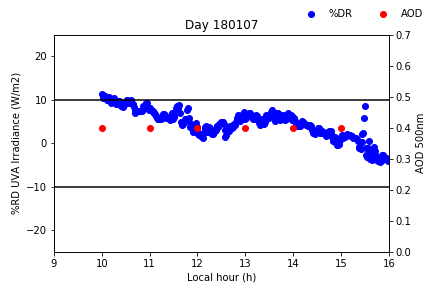 %DR AOD
Day 180107
20
10
0
−10
−20
%RD UVA Irradiance (W/m2)
0.7
0.6
0.5
0.4
0.3
0.2
0.1
0.0
AOD 500nm
9 10 11 12 13 14 15 16
Local hour (h)